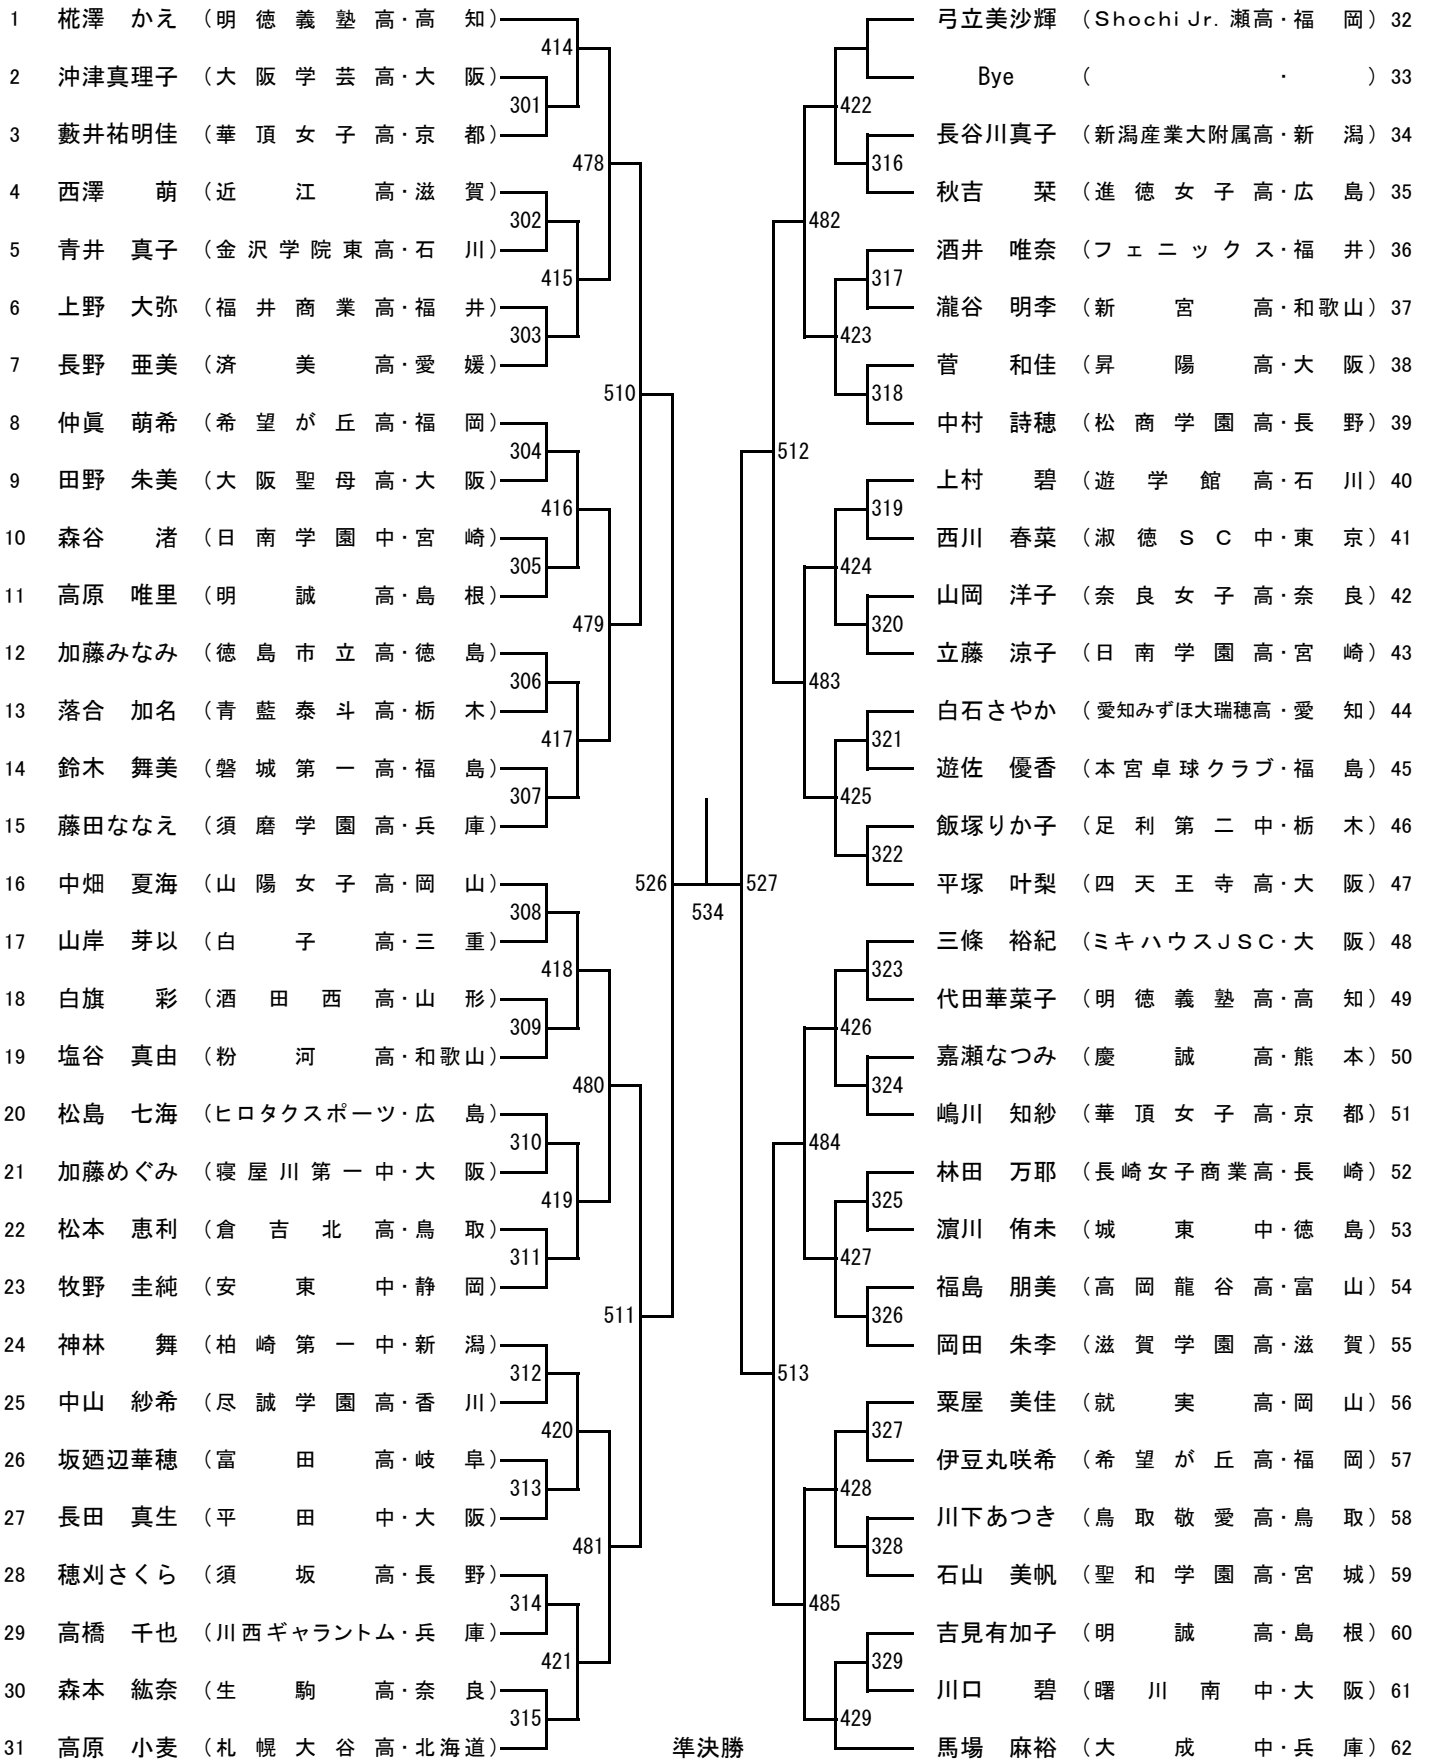 1 椛澤 かえ (明徳義塾高・高知)
2 沖津真理子 (大阪学芸高・大阪)
3 藪井祐明佳 (華頂女子高・京都)
4 西澤 萌 (近江高・滋賀)
5 青井 真子 (金沢学院東高・石川)
6 上野 大弥 (福井商業高・福井)
7 長野 亜美 (済美高・愛媛)
8 仲眞 萌希 (希望が丘高・福岡)
9 田野 朱美 (大阪聖母高・大阪)
10 森谷 渚 (日南学園中・宮崎)
11 高原 唯里 (明誠高・島根)
12 加藤みなみ (徳島市立高・徳島)
13 落合 加名 (青藍泰斗高・栃木)
14 鈴木 舞美 (磐城第一高・福島)
15 藤田ななえ (須磨学園高・兵庫)
16 中畑 夏海 (山陽女子高・岡山)
17 山岸 芽以 (白子高・三重)
18 白旗 彩 (酒田西高・山形)
19 塩谷 真由 (粉河高・和歌山)
20 松島 七海 (ヒロタクスポーツ・広島)
21 加藤めぐみ (寝屋川第一中・大阪)
22 松本 恵利 (倉吉北高・鳥取)
23 牧野 圭純 (安東中・静岡)
24 神林 舞 (柏崎第一中・新潟)
25 中山 紗希 (尽誠学園高・香川)
26 坂廼辺華穂 (富田高・岐阜)
27 長田 真生 (平田中・大阪)
28 穂刈さくら (須坂高・長野)
29 高橋 千也 (川西ギャラントム・兵庫)
30 森本 紘奈 (生駒高・奈良)
31 高原 小麦 (札幌大谷高・北海道)
414
301
478
302
415
303
510
304
416
305
479
306
417
307
526
308
418
309
480
310
419
311
511
312
420
313
481
314
421
315
534
準決勝
527
422
316
482
317
423
318
512
319
424
320
483
321
425
322
323
426
324
484
325
427
326
513
327
428
328
485
329
429
弓立美沙輝 (Shochi Jr. 瀬高・福岡) 32
Bye ( ・ ) 33
長谷川真子 (新潟産業大附属高・新潟) 34
秋吉 栞 (進徳女子高・広島) 35
酒井 唯奈 (フェニックス・福井) 36
瀧谷 明李 (新宮高・和歌山) 37
菅 和佳 (昇陽高・大阪) 38
中村 詩穂 (松商学園高・長野) 39
上村 碧 (遊学館高・石川) 40
西川 春菜 (淑徳SC中・東京) 41
山岡 洋子 (奈良女子高・奈良) 42
立藤 涼子 (日南学園高・宮崎) 43
白石さやか (愛知みずほ大瑞穂高・愛知) 44
遊佐 優香 (本宮卓球クラブ・福島) 45
飯塚りか子 (足利第二中・栃木) 46
平塚 叶梨 (四天王寺高・大阪) 47
三條 裕紀 (ミキハウスJSC・大阪) 48
代田華菜子 (明徳義塾高・高知) 49
嘉瀬なつみ (慶誠高・熊本) 50
嶋川 知紗 (華頂女子高・京都) 51
林田 万耶 (長崎女子商業高・長崎) 52
濵川 侑未 (城東中・徳島) 53
福島 朋美 (高岡龍谷高・富山) 54
岡田 朱李 (滋賀学園高・滋賀) 55
粟屋 美佳 (就実高・岡山) 56
伊豆丸咲希 (希望が丘高・福岡) 57
川下あつき (鳥取敬愛高・鳥取) 58
石山 美帆 (聖和学園高・宮城) 59
吉見有加子 (明誠高・島根) 60
川口 碧 (曙川南中・大阪) 61
馬場 麻裕 (大成中・兵庫) 62